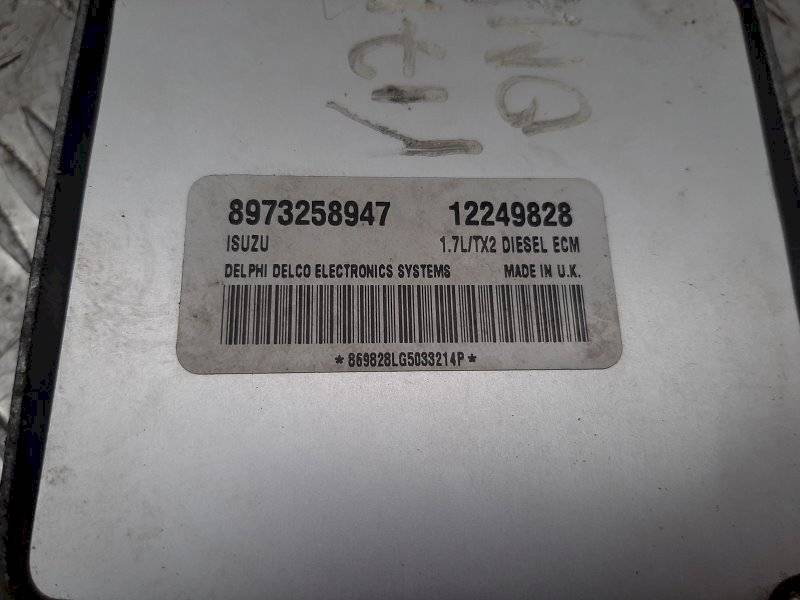 8973258947 12249828
ISUZU 1.7L/TX2 DIESEL ECM
DELPHI DELCO ELECTRONICS SYSTEMS MADE IN U.K.
*869828LG5033214P*